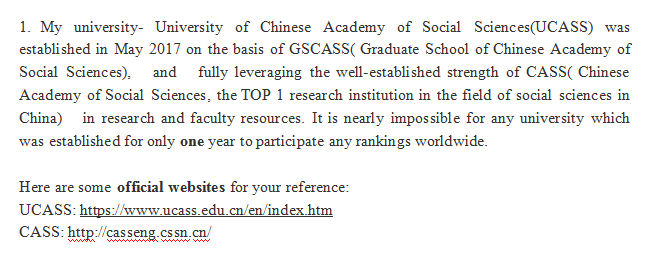 1. My university- University of Chinese Academy of Social Sciences(UCASS) was
established in May 2017 on the basis of GSCASS( Graduate School of Chinese Academy of
Social Sciences), and fully leveraging the well-established strength of CASS( Chinese
Academy of Social Sciences, the TOP 1 research institution in the field of social sciences in
China) in research and faculty resources. It is nearly impossible for any university which
was established for only one year to participate any rankings worldwide.
Here are some official websites for your reference:
UCASS: https://www.ucass.edu.cn/en/index.htm
CASS: http://casseng.cssn.cn/